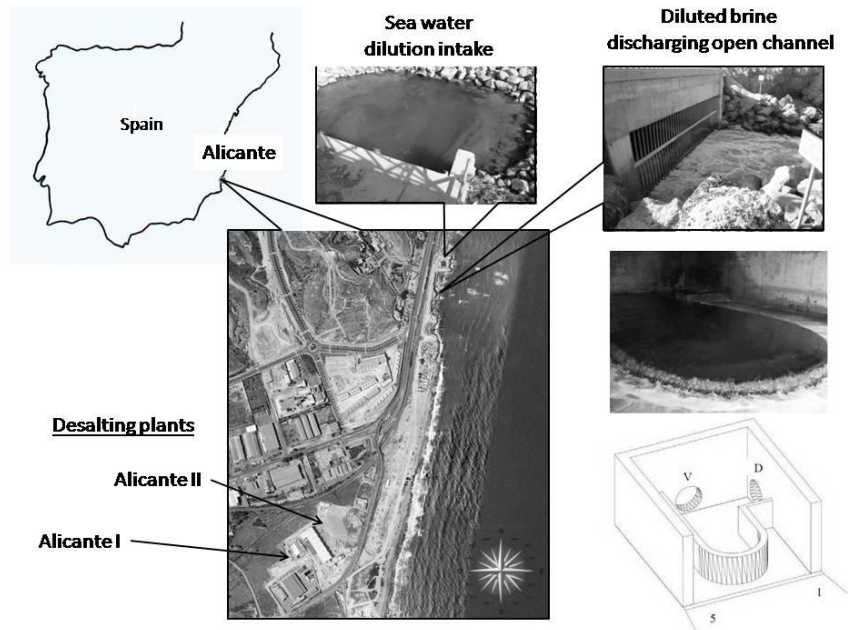 Sea water
dilution intake
Diluted brine
discharging open channel
Spain
Alicante
Desalting plants
Alicante II
Alicante I
V
D
1
5